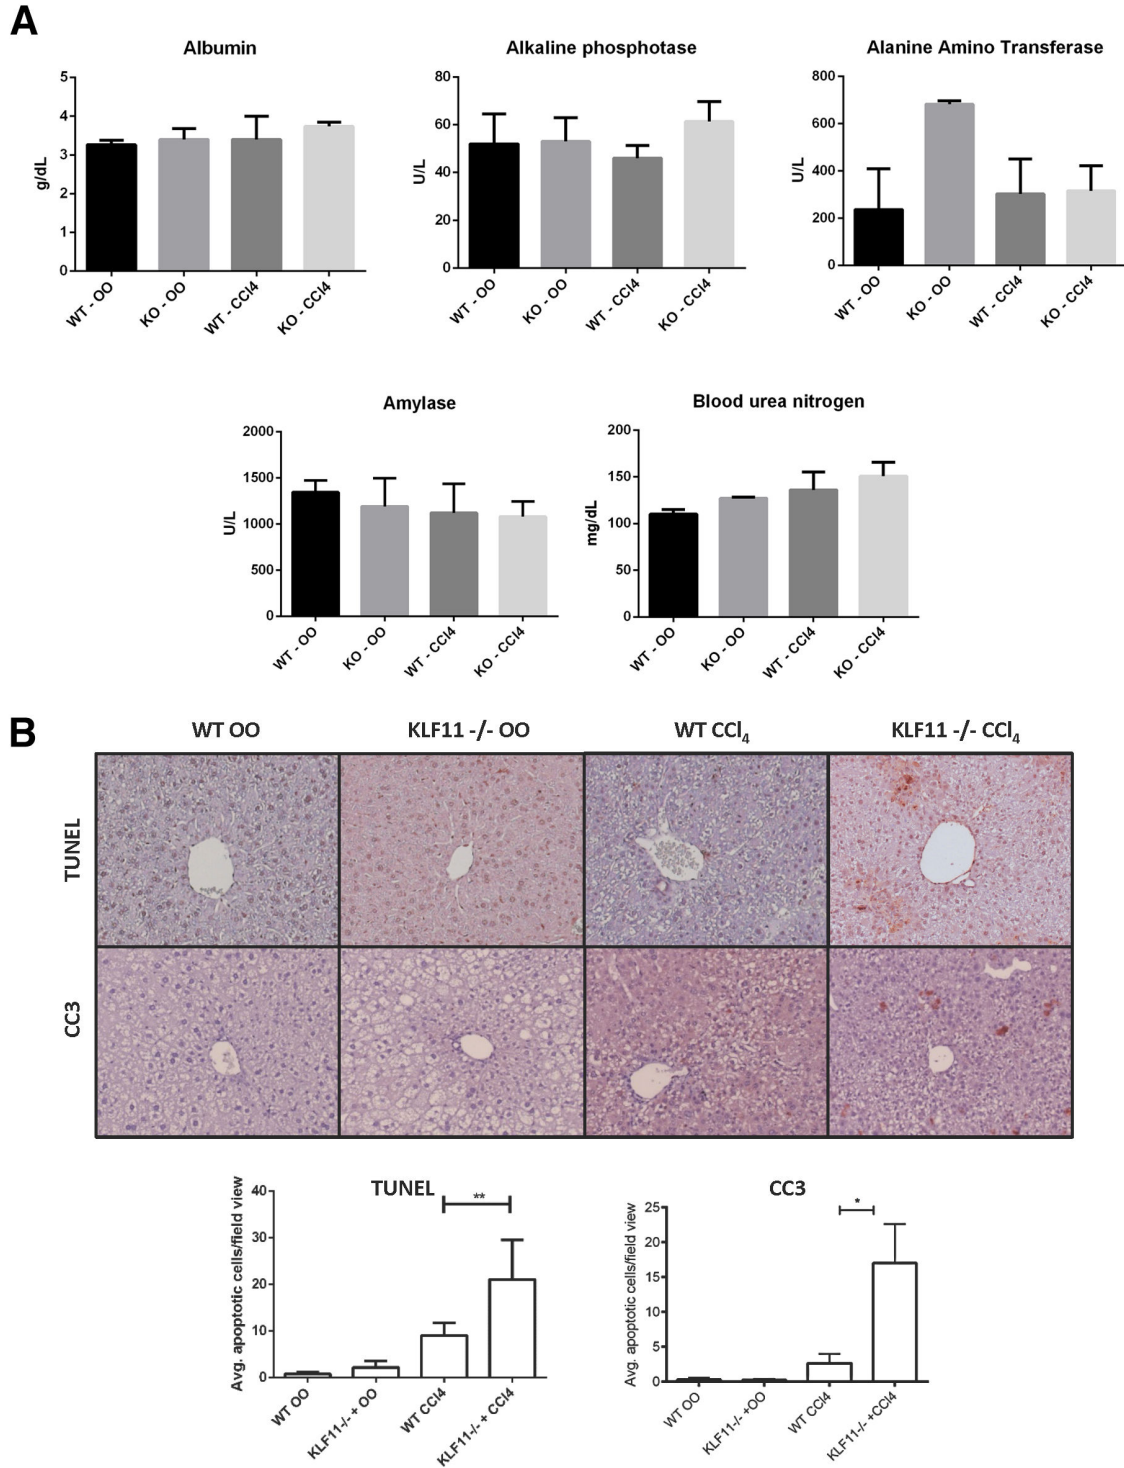 A
Albumin
5
4
3
2
1
0
g/dL
WT - OO
KO - OO
WT - CCl4
KO - CCl4
Alkaline phosphotase
80
60
40
20
0
U/L
WT - OO
KO - OO
WT - CCl4
KO - CCl4
Alanine Amino Transferase
800
600
400
200
0
U/L
WT - OO
KO - OO
WT - CCl4
KO - CCl4
Amylase
2000
1500
1000
500
0
U/L
WT - OO
KO - OO
WT - CCl4
KO - CCl4
Blood urea nitrogen
200
150
100
50
0
mg/dL
WT - OO
KO - OO
WT - CCl4
KO - CCl4
B
WT OO
KLF11 -/- OO
WT CCl4
KLF11 -/- CCl4
TUNEL
CC3
TUNEL
**
40
30
20
10
0
Avg. apoptotic cells/field view
WT OO
KLF11-/- + OO
WT CCl4
KLF11-/- + CCl4
CC3
*
25
20
15
10
5
0
Avg. apoptotic cells/field view
WT OO
KLF11-/- +OO
WT CCl4
KLF11-/- +CCl4